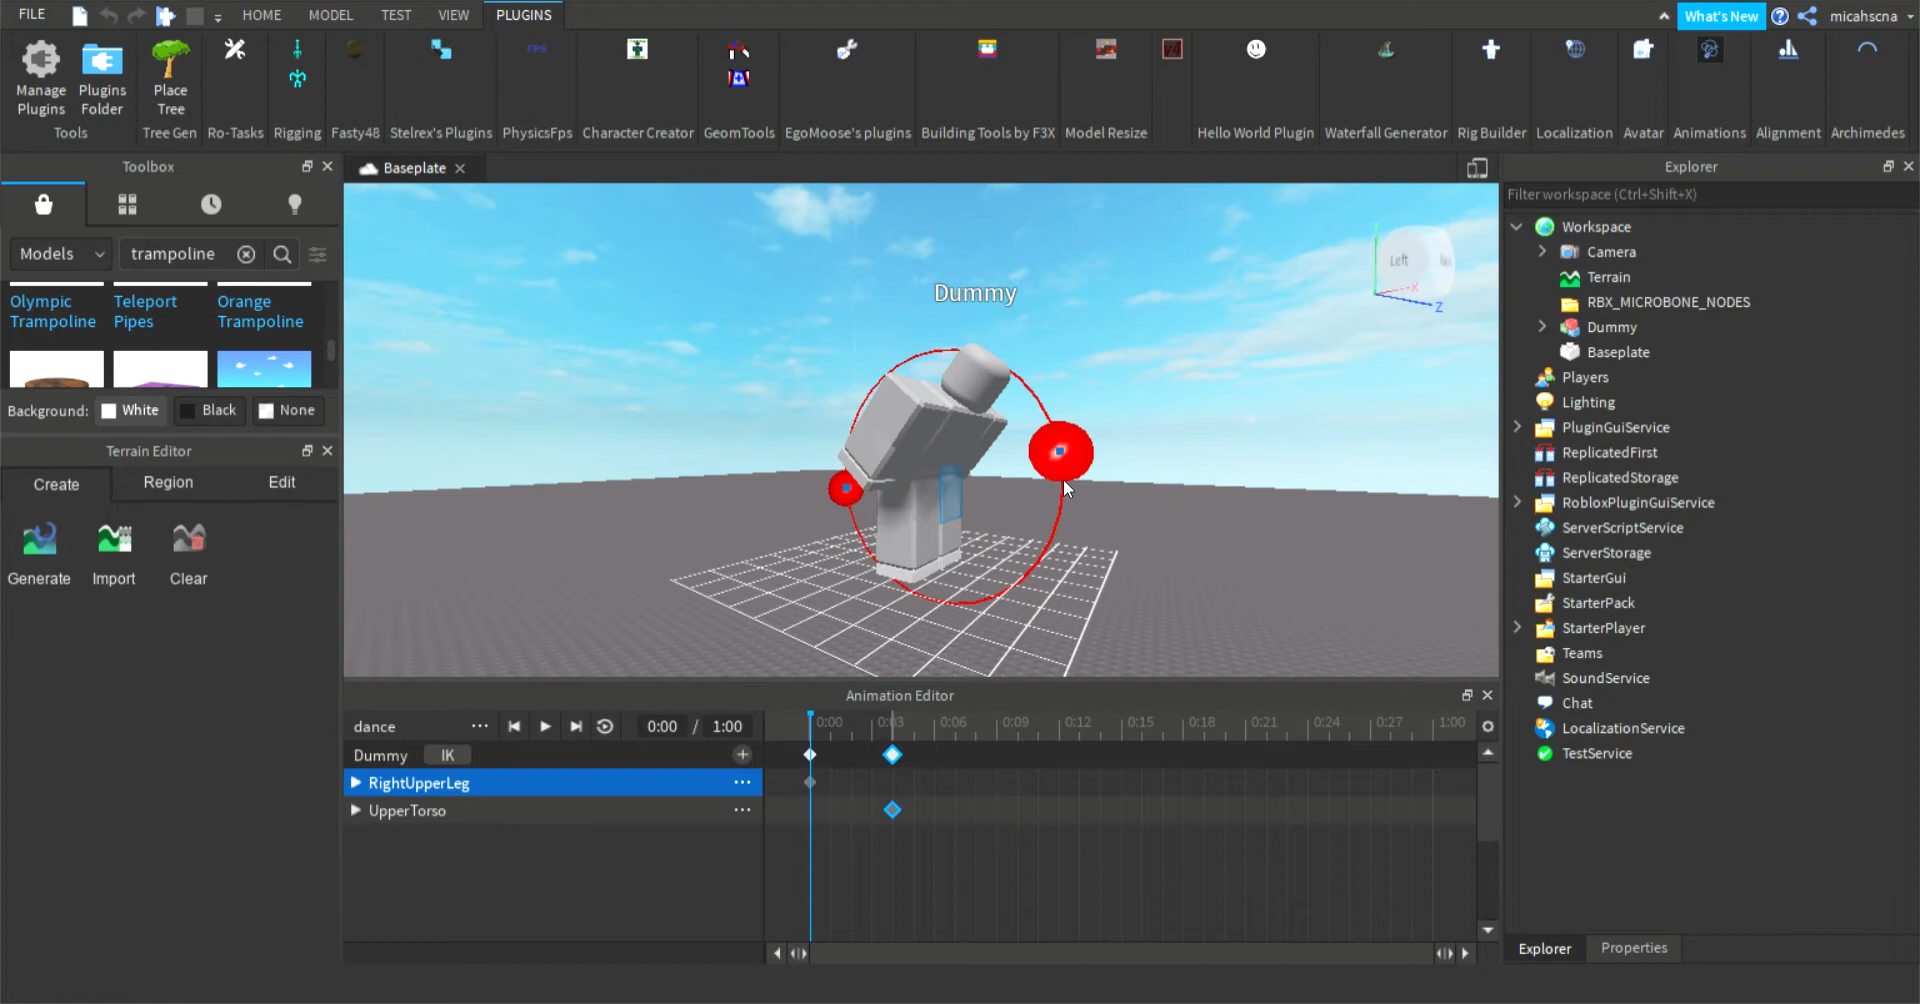 FILE
HOME
MODEL
TEST
VIEW
PLUGINS
What's New
micahscna
Manage
Plugins
Plugins
Folder
Tools
Place
Tree
Tree Gen
Ro-Tasks
Rigging
Fasty48
Stelrex's Plugins
FPS
PhysicsFps
Character Creator
GeomTools
EgoMoose's plugins
Building Tools by F3X
Model Resize
Hello World Plugin
Waterfall Generator
Rig Builder
Localization
Avatar
Animations
Alignment
Archimedes
Toolbox
Models
trampoline
Olympic
Trampoline
Teleport
Pipes
Orange
Trampoline
Background:
White
Black
None
Terrain Editor
Create
Region
Edit
Generate
Import
Clear
Baseplate
Dummy
Y
Left
X
Z
Animation Editor
dance
0:00 / 1:00
0:00
0:03
0:06
0:09
0:12
0:15
0:18
0:21
0:24
0:27
1:00
Dummy
IK
RightUpperLeg
UpperTorso
Explorer
Filter workspace (Ctrl+Shift+X)
Workspace
Camera
Terrain
RBX_MICROBONE_NODES
Dummy
Baseplate
Players
Lighting
PluginGuiService
ReplicatedFirst
ReplicatedStorage
RobloxPluginGuiService
ServerScriptService
ServerStorage
StarterGui
StarterPack
StarterPlayer
Teams
SoundService
Chat
LocalizationService
TestService
Explorer
Properties